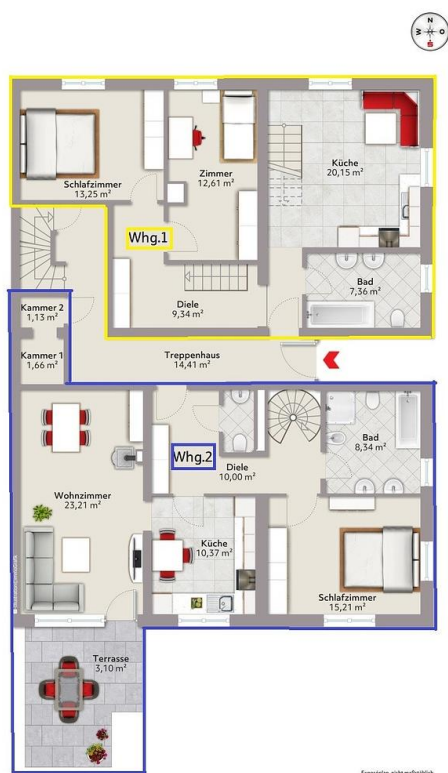 N
W
O
S
Schlafzimmer
13,25 m²
Zimmer
12,61 m²
Küche
20,15 m²
Whg.1
Diele
9,34 m²
Bad
7,36 m²
Kammer 2
1,13 m²
Kammer 1
1,66 m²
Treppenhaus
14,41 m²
Whg.2
Diele
10,00 m²
Bad
8,34 m²
Wohnzimmer
23,21 m²
Küche
10,37 m²
Schlafzimmer
15,21 m²
Terrasse
3,10 m²